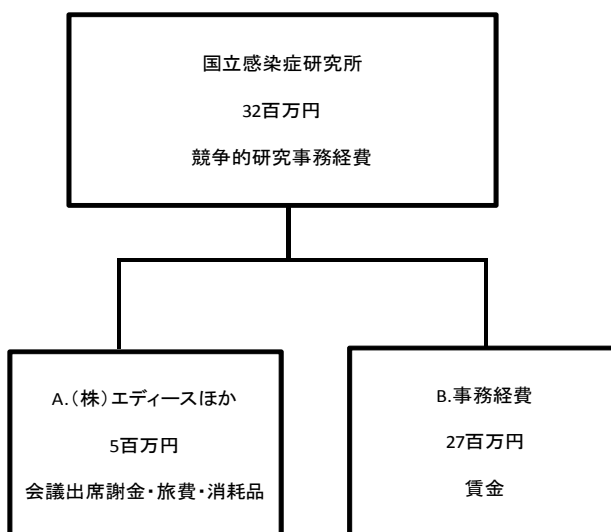 国立感染症研究所
32百万円
競争的研究事務経費
A.(株)エディースほか
5百万円
会議出席謝金・旅費・消耗品
B.事務経費
27百万円
賃金